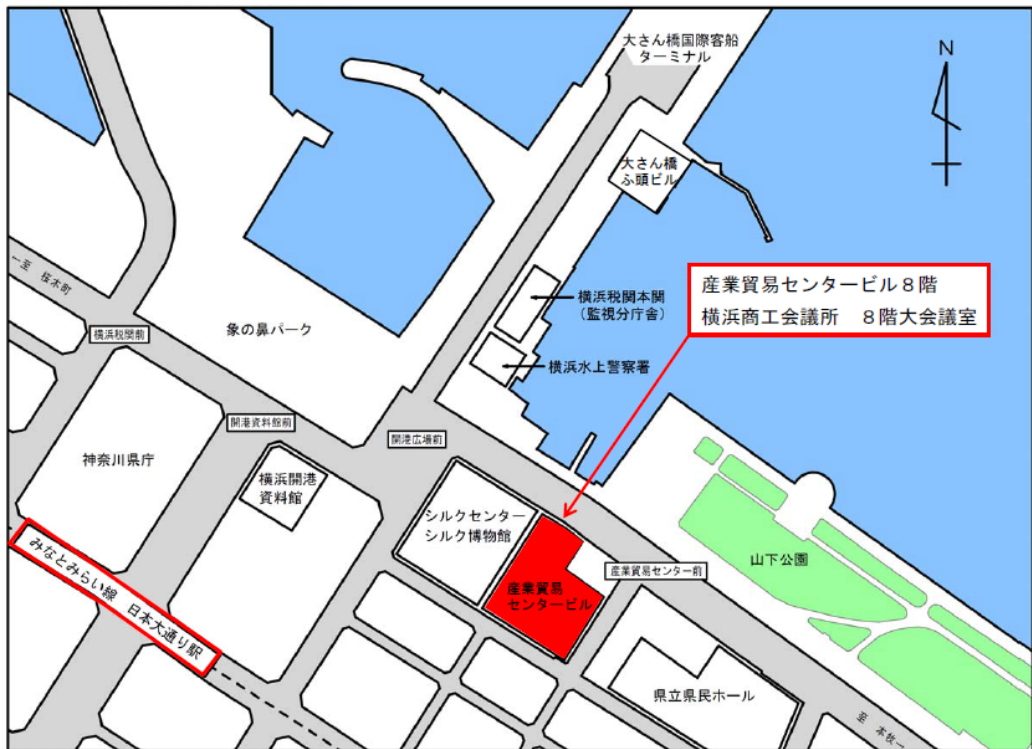 大さん橋国際客船
ターミナル
N
大さん橋
ふ頭ビル
産業貿易センタービル８階
横浜商工会議所　８階大会議室
至　桜木町
横浜税関本関
（監視分庁舎）
横浜税関前
象の鼻パーク
横浜水上警察署
開港資料館前
開港広場前
神奈川県庁
横浜開港
資料館
シルクセンター
シルク博物館
山下公園
産業貿易センター前
産業貿易
センタービル
みなとみらい線　日本大通り駅
県立県民ホール
至　本牧